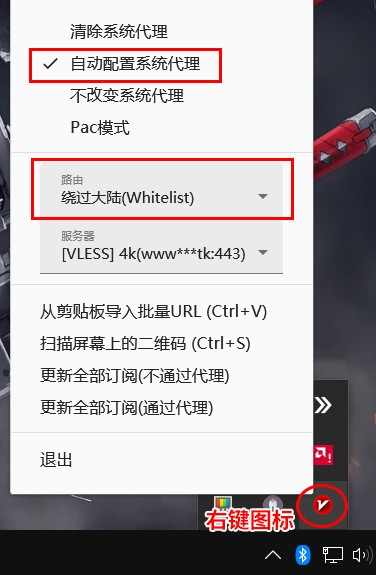 清除系统代理
自动配置系统代理
不改变系统代理
Pac模式
路由
绕过大陆(Whitelist)
服务器
[VLESS] 4k(www***tk:443)
从剪贴板导入批量URL (Ctrl+V)
扫描屏幕上的二维码 (Ctrl+S)
更新全部订阅(不通过代理)
更新全部订阅(通过代理)
退出
右键图标